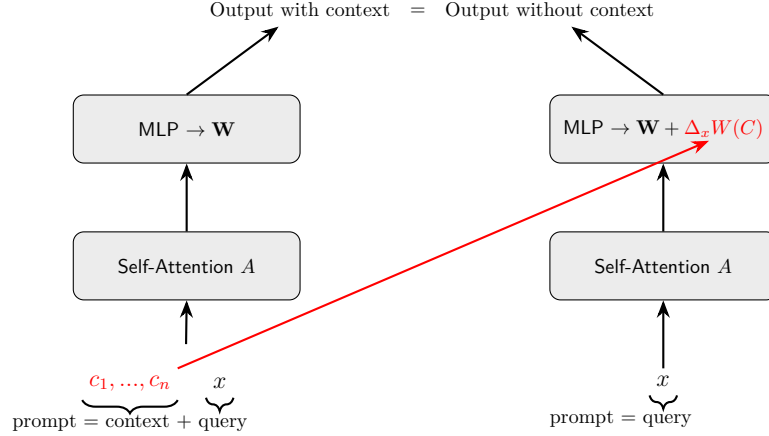 Output with context = Output without context
MLP → W
MLP → W + Δ_x W(C)
Self-Attention A
Self-Attention A
c_1, ..., c_n x
x
prompt = context + query
prompt = query